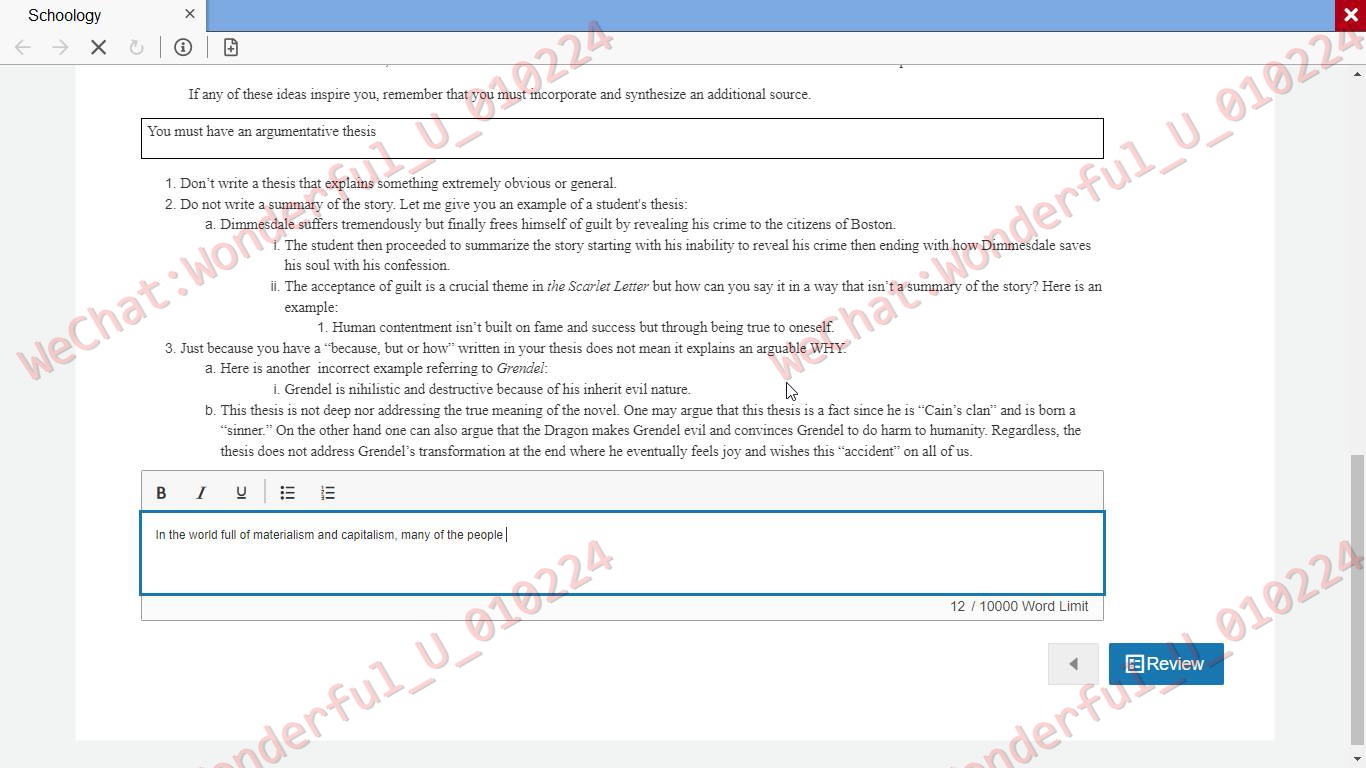 Schoology
If any of these ideas inspire you, remember that you must incorporate and synthesize an additional source.
You must have an argumentative thesis
1. Don't write a thesis that explains something extremely obvious or general.
2. Do not write a summary of the story. Let me give you an example of a student's thesis:
a. Dimmesdale suffers tremendously but finally frees himself of guilt by revealing his crime to the citizens of Boston.
i. The student then proceeded to summarize the story starting with his inability to reveal his crime then ending with how Dimmesdale saves
his soul with his confession.
ii. The acceptance of guilt is a crucial theme in the Scarlet Letter but how can you say it in a way that isn't a summary of the story? Here is an
example:
1. Human contentment isn't built on fame and success but through being true to oneself.
3. Just because you have a “because, but or how” written in your thesis does not mean it explains an arguable WHY.
a. Here is another incorrect example referring to Grendel:
i. Grendel is nihilistic and destructive because of his inherit evil nature.
b. This thesis is not deep nor addressing the true meaning of the novel. One may argue that this thesis is a fact since he is “Cain's clan” and is born a
“sinner.” On the other hand one can also argue that the Dragon makes Grendel evil and convinces Grendel to do harm to humanity. Regardless, the
thesis does not address Grendel's transformation at the end where he eventually feels joy and wishes this “accident” on all of us.
B I U
In the world full of materialism and capitalism, many of the people
12 / 10000 Word Limit
Review
WeChat:Wonderful_U_010224
WeChat:Wonderful_U_010224
Wonderful_U_010224
Wonderful_U_010224